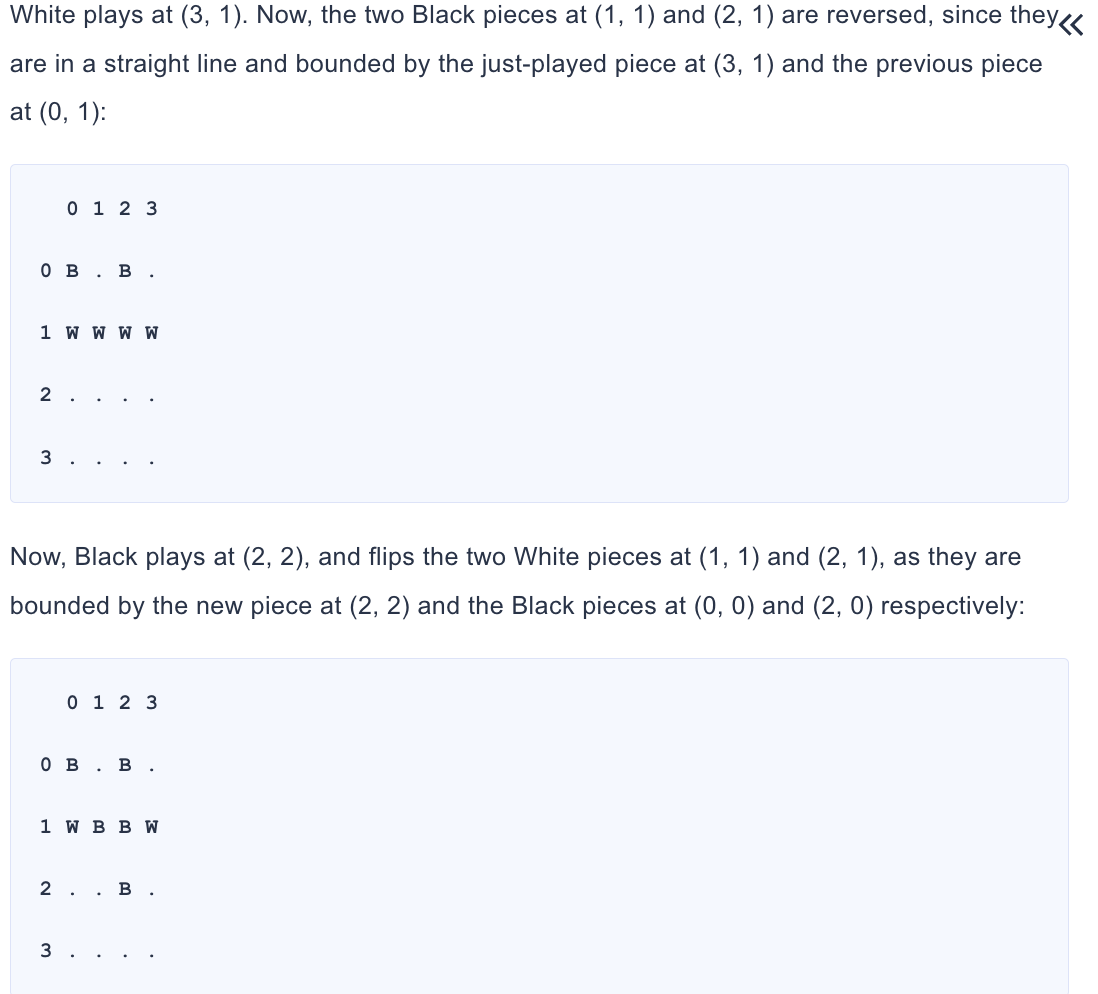 White plays at (3, 1). Now, the two Black pieces at (1, 1) and (2, 1) are reversed, since they
are in a straight line and bounded by the just-played piece at (3, 1) and the previous piece
at (0, 1):
0 1 2 3
0 B . B .
1 W W W W
2 . . . .
3 . . . .
Now, Black plays at (2, 2), and flips the two White pieces at (1, 1) and (2, 1), as they are
bounded by the new piece at (2, 2) and the Black pieces at (0, 0) and (2, 0) respectively:
0 1 2 3
0 B . B .
1 W B B W
2 . . B .
3 . . . .